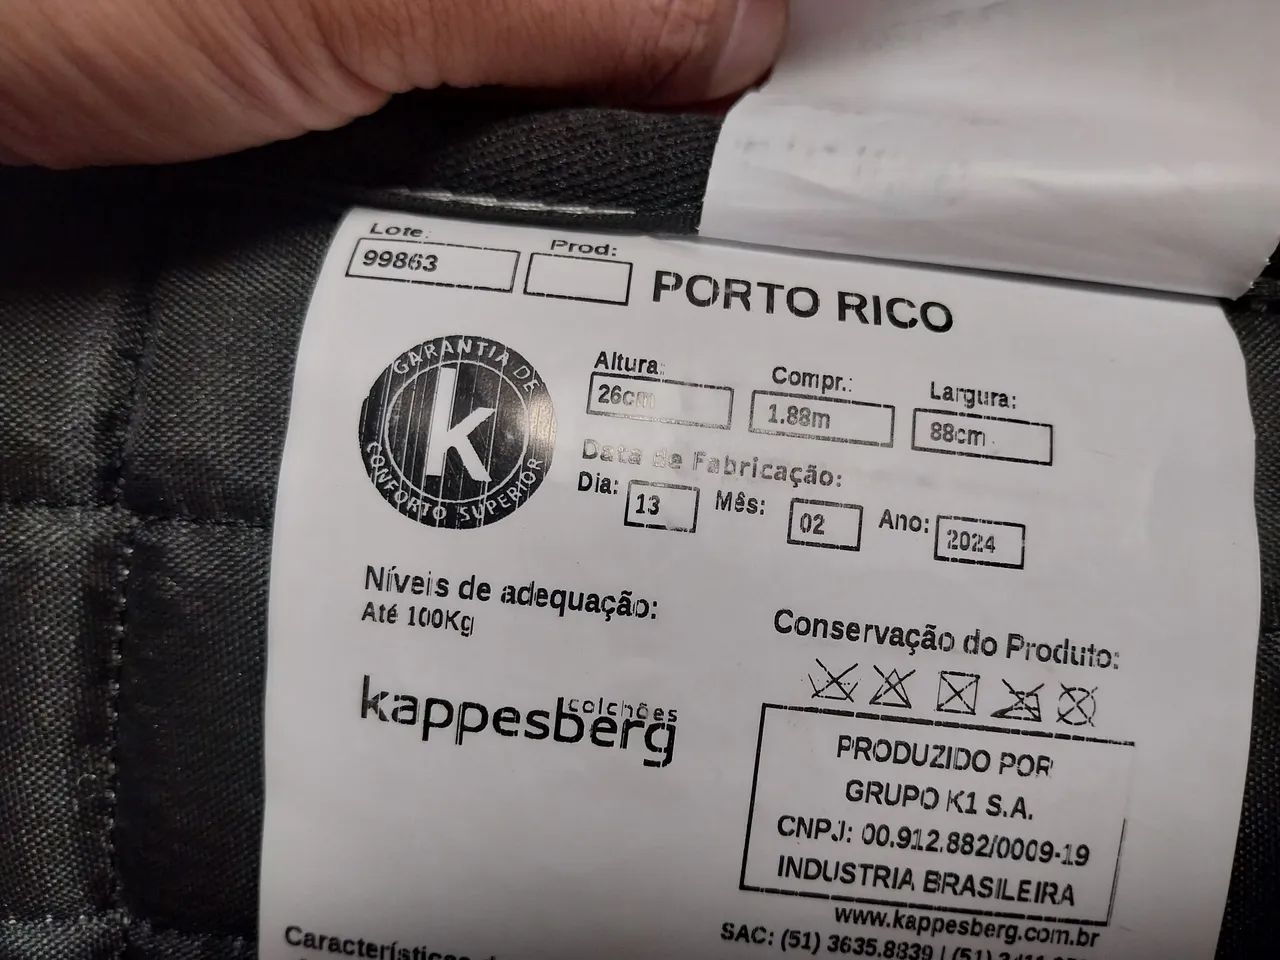 Lote: Prod:
99863
PORTO RICO
GARANTIA DE
k
CONFORTO SUPERIOR
Altura: Compr.: Largura:
26cm 1.88m 88cm
Data de Fabricação:
Dia: 13 Mês: 02 Ano: 2024
Níveis de adequação:
Até 100Kg
Conservação do Produto:
colchões
kappesberg
PRODUZIDO POR
GRUPO K1 S.A.
CNPJ: 00.912.882/0009-19
INDUSTRIA BRASILEIRA
www.kappesberg.com.br
SAC: (51) 3635.8839 | (51)
Características